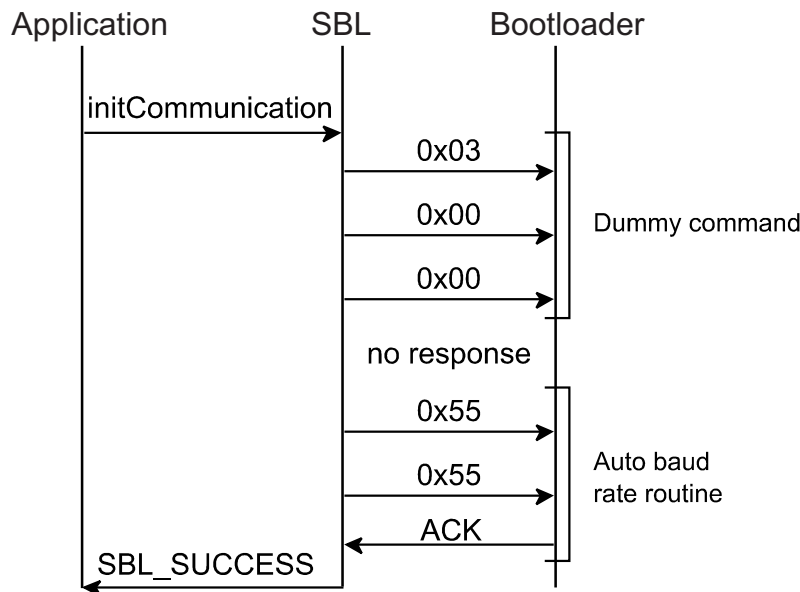 Application SBL Bootloader
initCommunication
0x03
0x00
Dummy command
0x00
no response
0x55
Auto baud
rate routine
0x55
ACK
SBL_SUCCESS